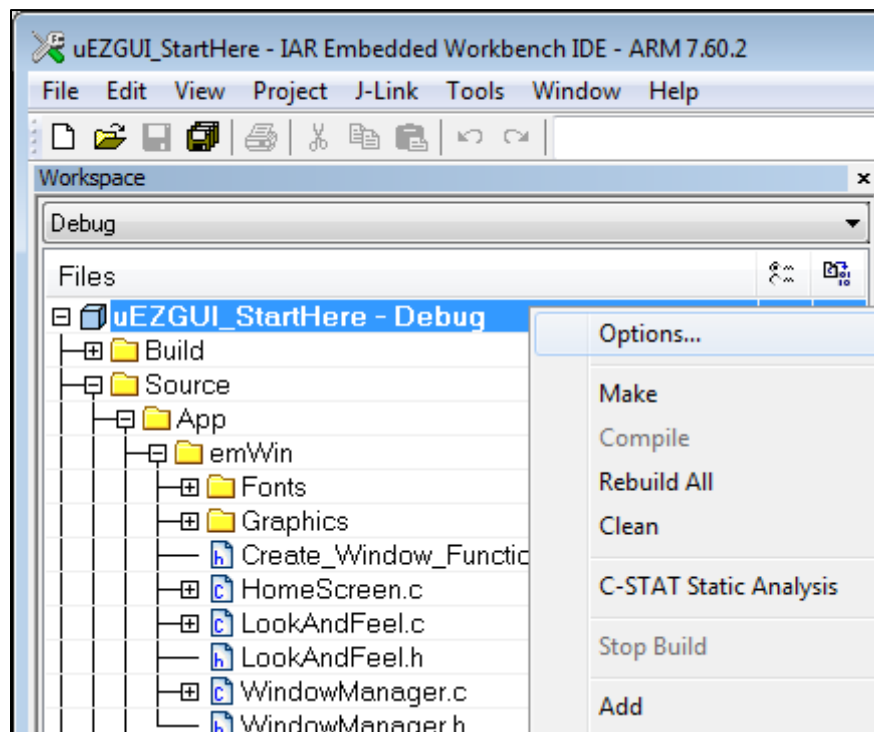 uEZGUI_StartHere - IAR Embedded Workbench IDE - ARM 7.60.2
File Edit View Project J-Link Tools Window Help
Workspace
Debug
Files
uEZGUI_StartHere - Debug
Build
Source
App
emWin
Fonts
Graphics
Create_Window_Functio
HomeScreen.c
LookAndFeel.c
LookAndFeel.h
WindowManager.c
WindowManager.h
Options...
Make
Compile
Rebuild All
Clean
C-STAT Static Analysis
Stop Build
Add